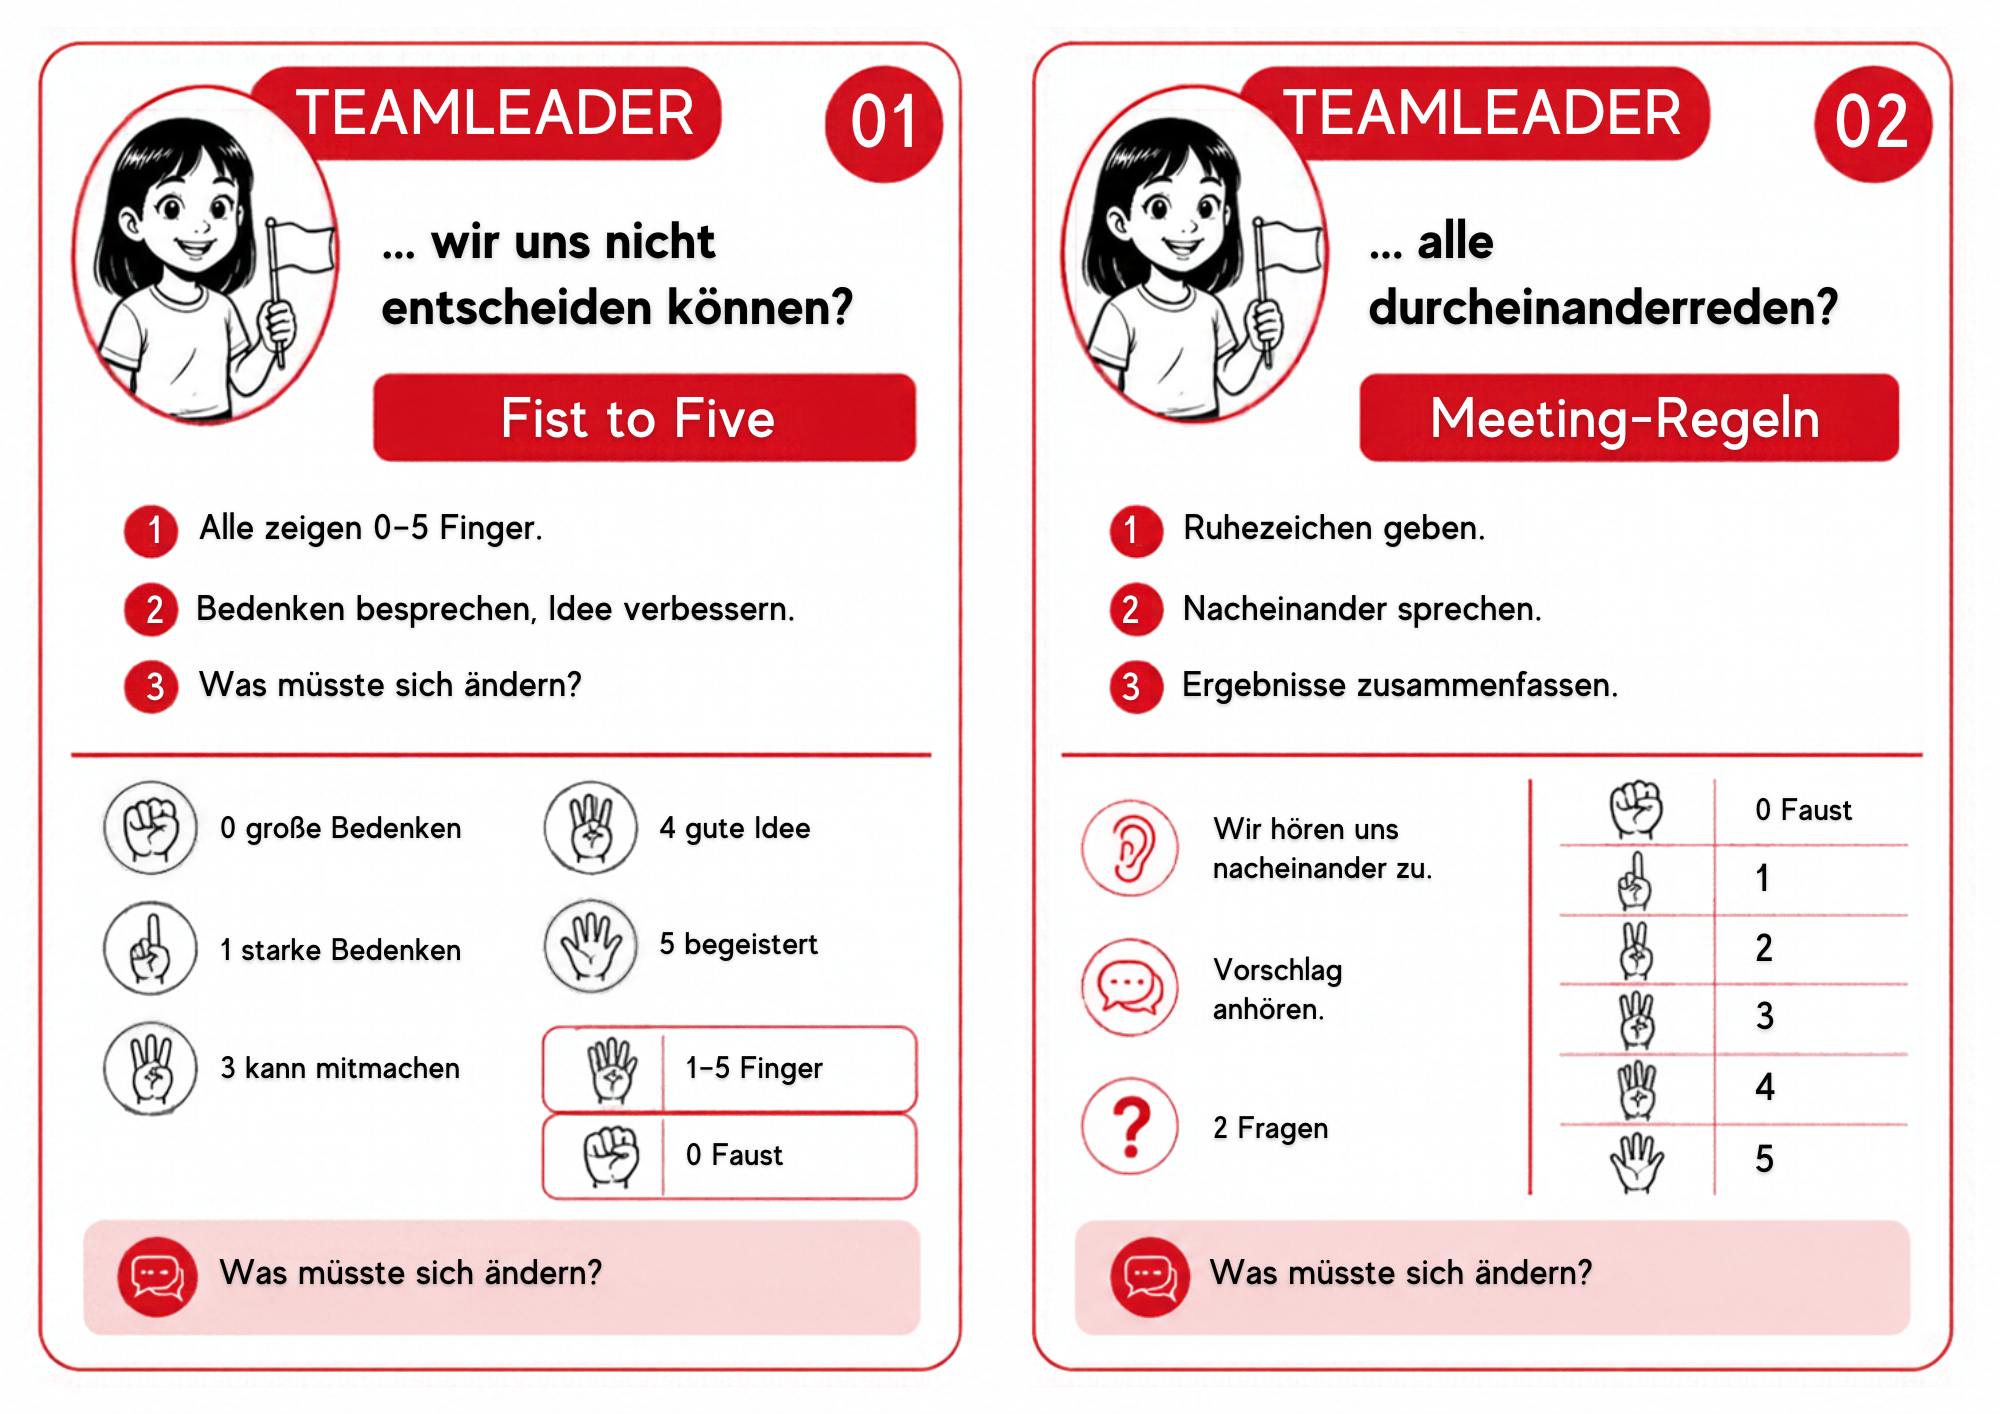 TEAMLEADER
01
... wir uns nicht
entscheiden können?
Fist to Five
1 Alle zeigen 0–5 Finger.
2 Bedenken besprechen, Idee verbessern.
3 Was müsste sich ändern?
0 große Bedenken
1 starke Bedenken
3 kann mitmachen
4 gute Idee
5 begeistert
1–5 Finger
0 Faust
Was müsste sich ändern?
TEAMLEADER
02
... alle
durcheinanderreden?
Meeting-Regeln
1 Ruhezeichen geben.
2 Nacheinander sprechen.
3 Ergebnisse zusammenfassen.
Wir hören uns
nacheinander zu.
Vorschlag
anhören.
?
2 Fragen
0 Faust
1
2
3
4
5
Was müsste sich ändern?